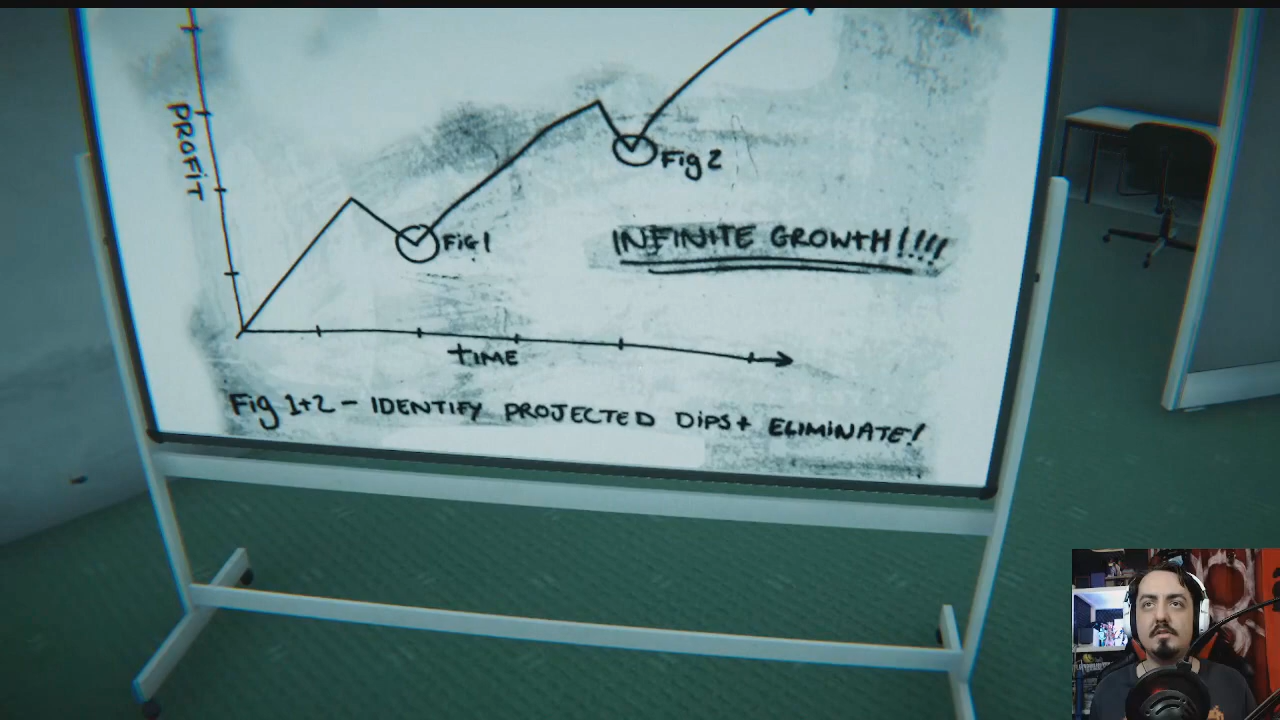 PROFIT
Fig 2
Fig 1
INFINITE GROWTH!!!!
TIME
Fig 1+2 - IDENTIFY PROJECTED DIPS + ELIMINATE!